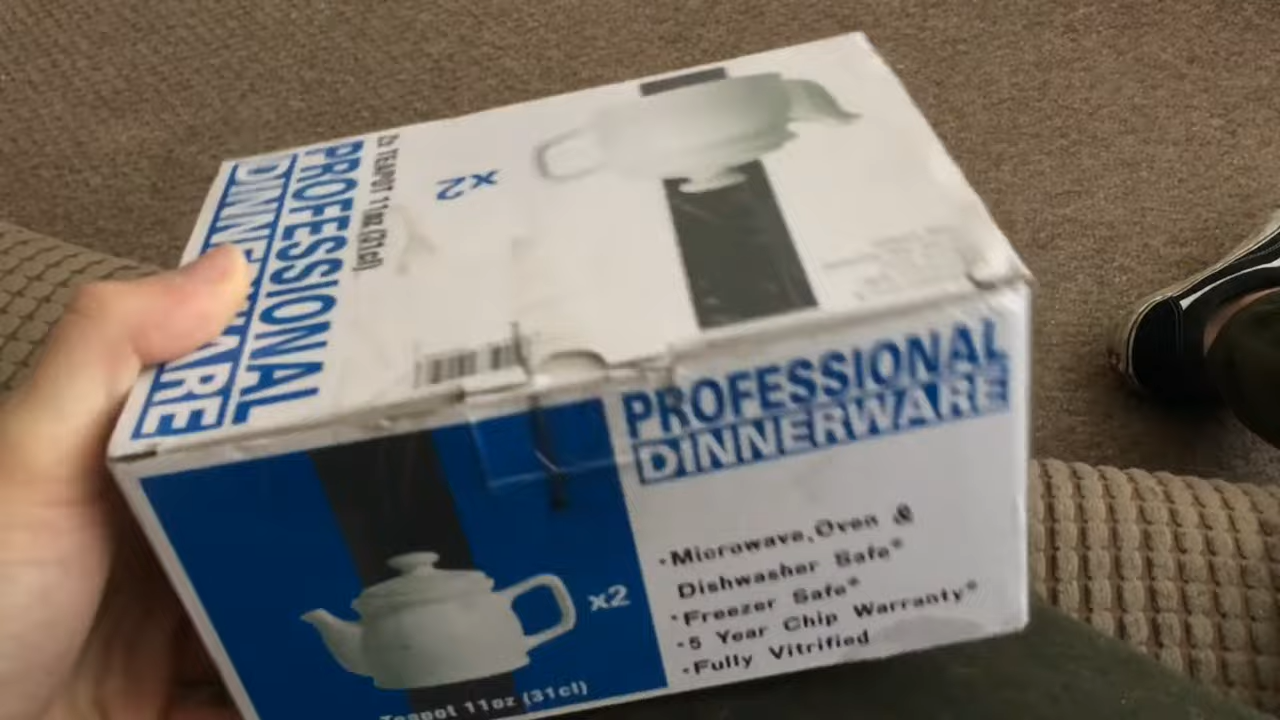 PROFESSIONAL
DINNERWARE
2x TEAPOT 11oz (31cl)
x2
PROFESSIONAL
DINNERWARE
•Microwave,Oven &
Dishwasher Safe*
•Freezer Safe*
•5 Year Chip Warranty*
•Fully Vitrified
x2
Teapot 11oz (31cl)